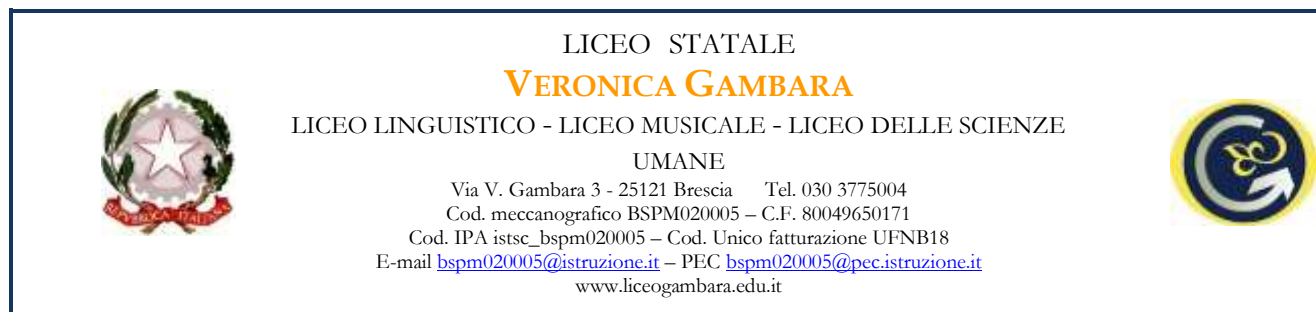 LICEO STATALE
VERONICA GAMBARA
LICEO LINGUISTICO - LICEO MUSICALE - LICEO DELLE SCIENZE
UMANE
Via V. Gambara 3 - 25121 Brescia Tel. 030 3775004
Cod. meccanografico BSPM020005 – C.F. 80049650171
Cod. IPA istsc_bspm020005 – Cod. Unico fatturazione UFNB18
E-mail bspm020005@istruzione.it – PEC bspm020005@pec.istruzione.it
www.liceogambara.edu.it
REPVBBLICA ITALIANA